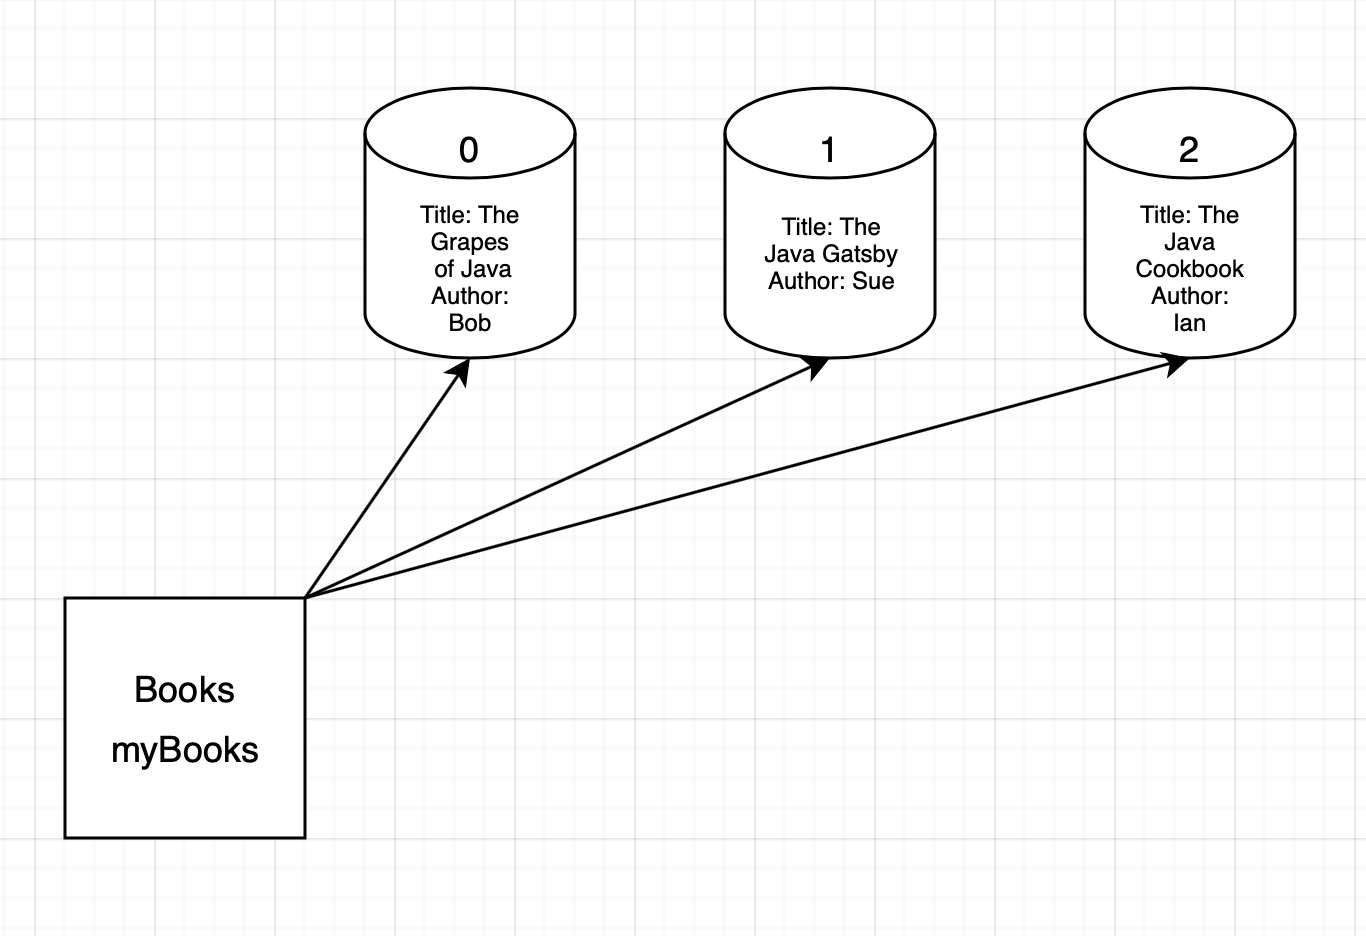 0
Title: The
Grapes
of Java
Author:
Bob
1
Title: The
Java Gatsby
Author: Sue
2
Title: The
Java
Cookbook
Author:
Ian
Books
myBooks